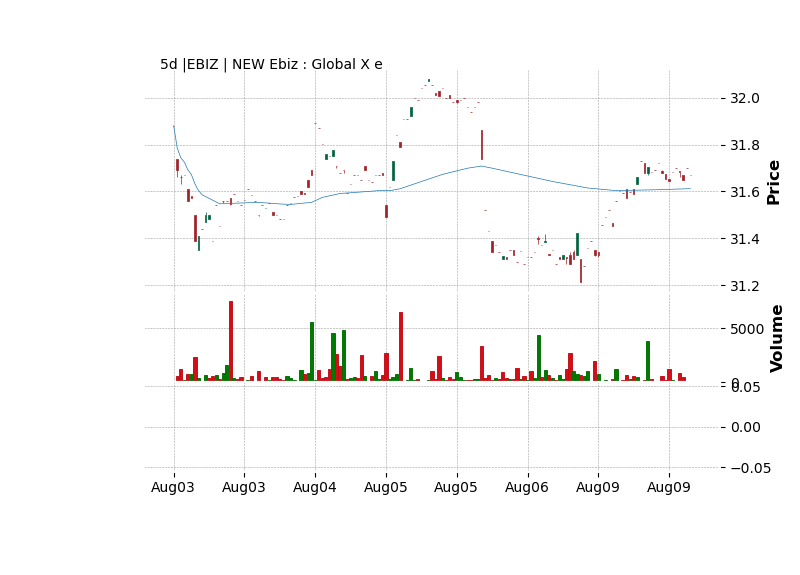 5d |EBIZ | NEW Ebiz : Global X e
32.0
31.8
31.6
31.4
31.2
Price
5000
0
Volume
0.05
0.00
−0.05
Aug03 Aug03 Aug04 Aug05 Aug05 Aug06 Aug09 Aug09